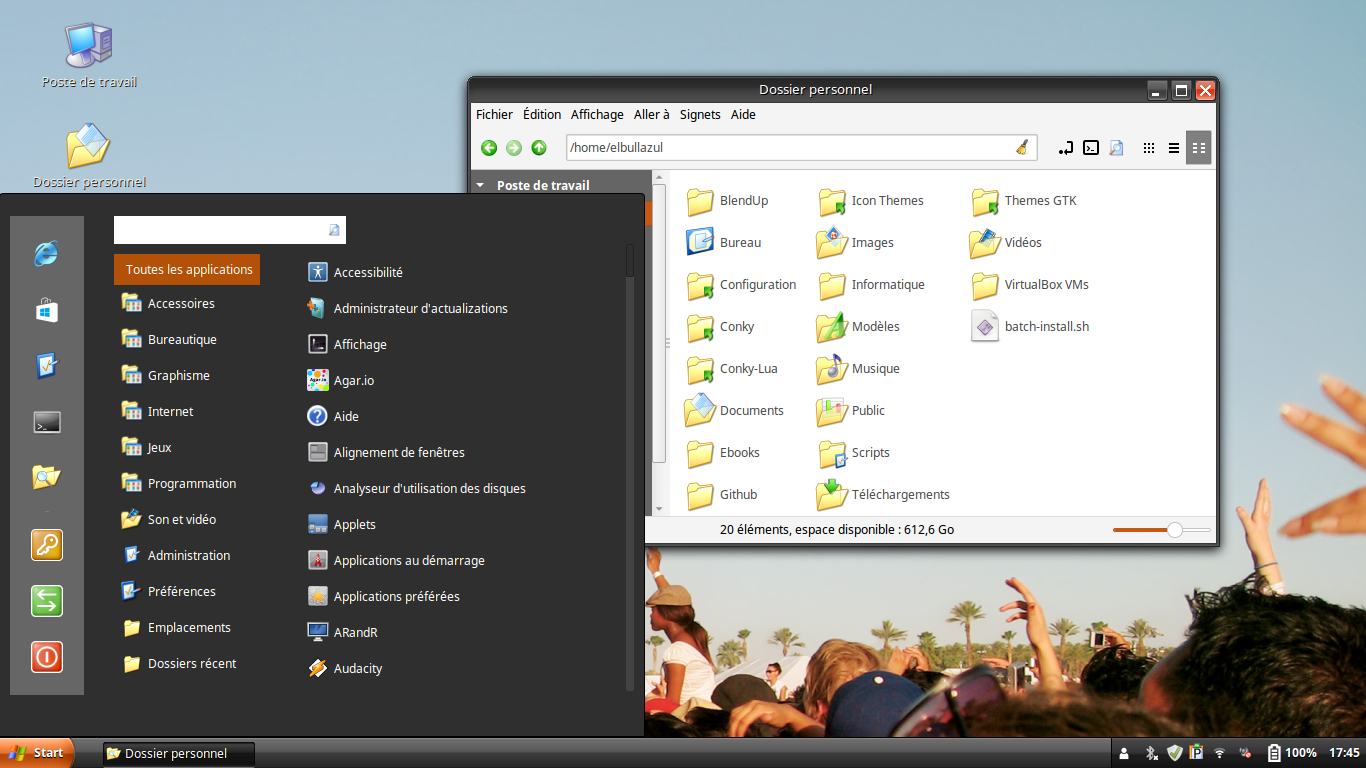 Poste de travail
Dossier personnel
Dossier personnel
Fichier Édition Affichage Aller à Signets Aide
/home/elbullazul
Poste de travail
BlendUp
Icon Themes
Themes GTK
Bureau
Images
Vidéos
Configuration
Informatique
VirtualBox VMs
Conky
Modèles
batch-install.sh
Conky-Lua
Musique
Documents
Public
Ebooks
Scripts
Github
Téléchargements
20 éléments, espace disponible : 612,6 Go
Toutes les applications
Accessoires
Bureautique
Graphisme
Internet
Jeux
Programmation
Son et vidéo
Administration
Préférences
Emplacements
Dossiers récent
Accessibilité
Administrateur d'actualizations
Affichage
Agar.io
Agar.io
Aide
Alignement de fenêtres
Analyseur d'utilisation des disques
Applets
Applications au démarrage
Applications préférées
ARandR
Audacity
Start
Dossier personnel
100%
17:45